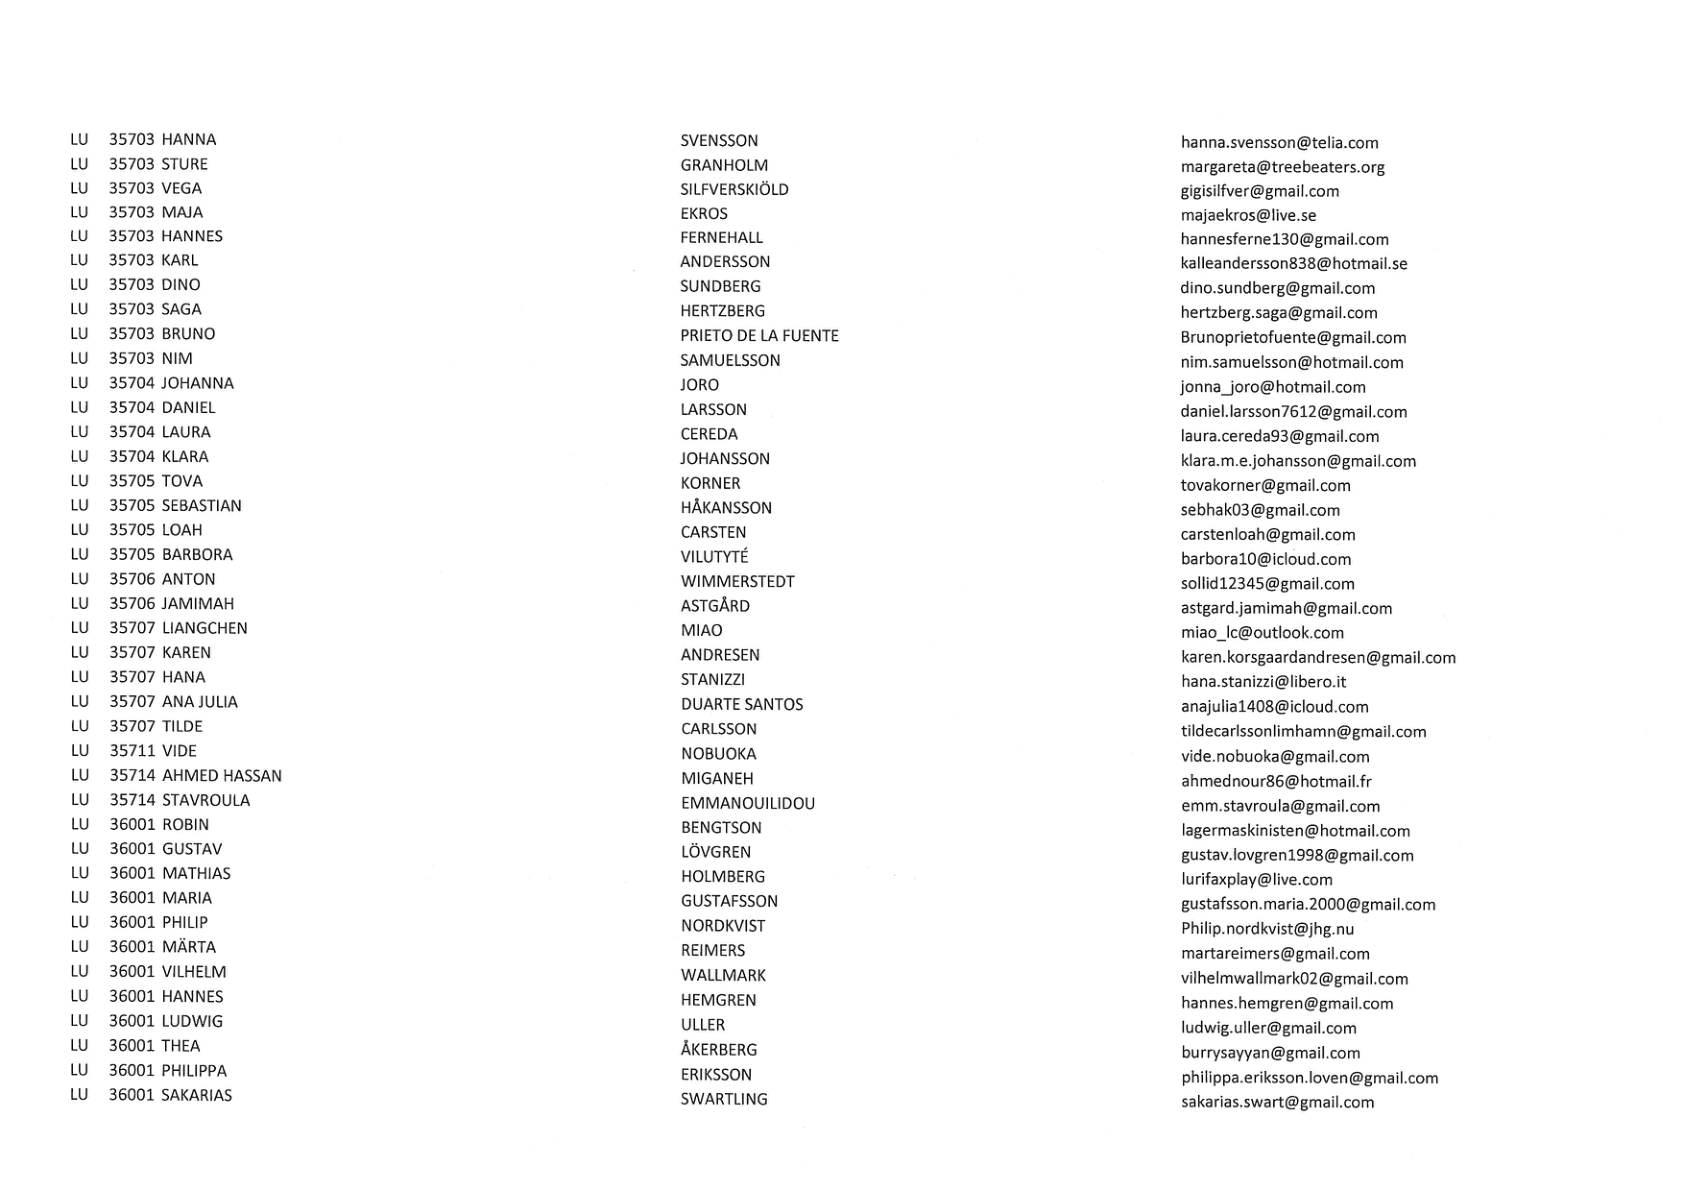 LU 35703 HANNA SVENSSON hanna.svensson@telia.com
LU 35703 STURE GRANHOLM margareta@treebeaters.org
LU 35703 VEGA SILFVERSKIÖLD gigisilfver@gmail.com
LU 35703 MAJA EKROS majaekros@live.se
LU 35703 HANNES FERNEHALL hannesferne130@gmail.com
LU 35703 KARL ANDERSSON kalleandersson838@hotmail.se
LU 35703 DINO SUNDBERG dino.sundberg@gmail.com
LU 35703 SAGA HERTZBERG hertzberg.saga@gmail.com
LU 35703 BRUNO PRIETO DE LA FUENTE Brunoprietofuente@gmail.com
LU 35703 NIM SAMUELSSON nim.samuelsson@hotmail.com
LU 35704 JOHANNA JORO jonna_joro@hotmail.com
LU 35704 DANIEL LARSSON daniel.larsson7612@gmail.com
LU 35704 LAURA CEREDA laura.cereda93@gmail.com
LU 35704 KLARA JOHANSSON klara.m.e.johansson@gmail.com
LU 35705 TOVA KORNER tovakorner@gmail.com
LU 35705 SEBASTIAN HÅKANSSON sebhak03@gmail.com
LU 35705 LOAH CARSTEN carstenloah@gmail.com
LU 35705 BARBORA VILUTYTÉ barbora10@icloud.com
LU 35706 ANTON WIMMERSTEDT sollid12345@gmail.com
LU 35706 JAMIMAH ASTGÅRD astgard.jamimah@gmail.com
LU 35707 LIANGCHEN MIAO miao_lc@outlook.com
LU 35707 KAREN ANDRESEN karen.korsgaardandresen@gmail.com
LU 35707 HANA STANIZZI hana.stanizzi@libero.it
LU 35707 ANA JULIA DUARTE SANTOS anajulia1408@icloud.com
LU 35707 TILDE CARLSSON tildecarlssonlimhamn@gmail.com
LU 35711 VIDE NOBUOKA vide.nobuoka@gmail.com
LU 35714 AHMED HASSAN MIGANEH ahmednour86@hotmail.fr
LU 35714 STAVROULA EMMANOUILIDOU emm.stavroula@gmail.com
LU 36001 ROBIN BENGTSON lagermaskinisten@hotmail.com
LU 36001 GUSTAV LÖVGREN gustav.lovgren1998@gmail.com
LU 36001 MATHIAS HOLMBERG lurifaxplay@live.com
LU 36001 MARIA GUSTAFSSON gustafsson.maria.2000@gmail.com
LU 36001 PHILIP NORDKVIST Philip.nordkvist@jhg.nu
LU 36001 MÄRTA REIMERS martareimers@gmail.com
LU 36001 VILHELM WALLMARK vilhelmwallmark02@gmail.com
LU 36001 HANNES HEMGREN hannes.hemgren@gmail.com
LU 36001 LUDWIG ULLER ludwig.uller@gmail.com
LU 36001 THEA ÅKERBERG burrysayyan@gmail.com
LU 36001 PHILIPPA ERIKSSON philippa.eriksson.loven@gmail.com
LU 36001 SAKARIAS SWARTLING sakarias.swart@gmail.com